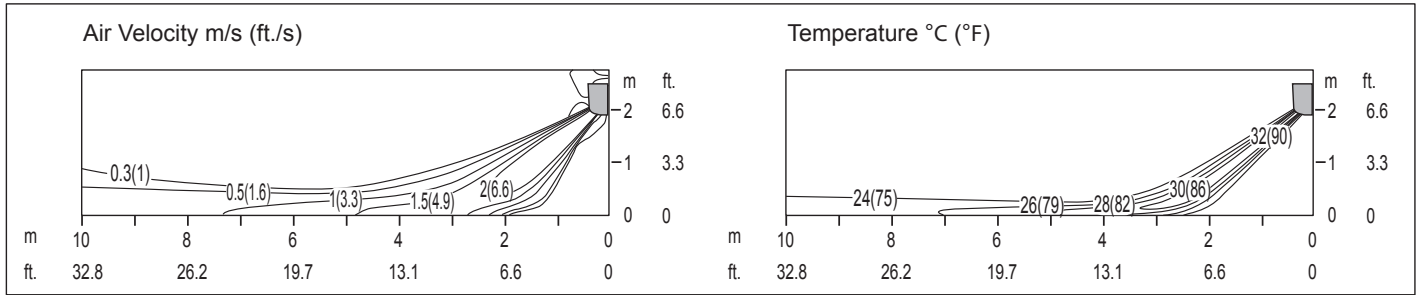 Air Velocity m/s (ft./s)
m ft.
2 6.6
1 3.3
0 0
0.3(1)
0.5(1.6)
1(3.3)
1.5(4.9)
2(6.6)
m 10 8 6 4 2 0
ft. 32.8 26.2 19.7 13.1 6.6 0
Temperature °C (°F)
m ft.
2 6.6
1 3.3
0 0
32(90)
30(86)
24(75)
26(79)
28(82)
m 10 8 6 4 2 0
ft. 32.8 26.2 19.7 13.1 6.6 0